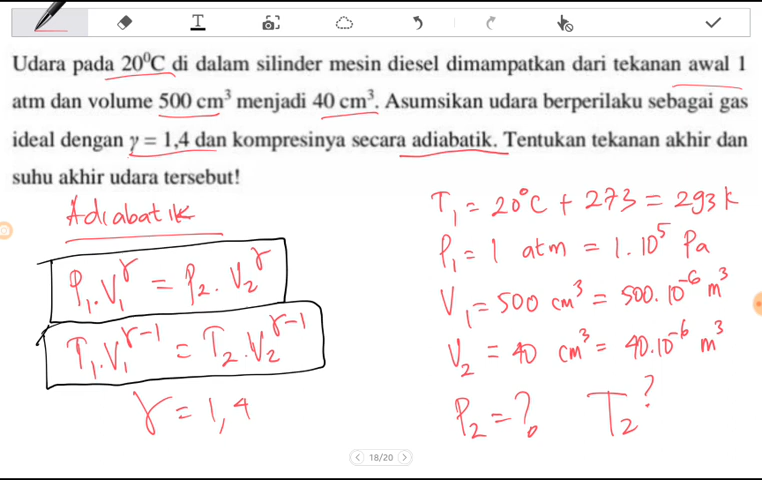 T
Udara pada 20⁰C di dalam silinder mesin diesel dimampatkan dari tekanan awal 1
atm dan volume 500 cm³ menjadi 40 cm³. Asumsikan udara berperilaku sebagai gas
ideal dengan γ = 1,4 dan kompresinya secara adiabatik. Tentukan tekanan akhir dan
suhu akhir udara tersebut!
Adiabatik
P₁.V₁^γ = P₂.V₂^γ
T₁.V₁^γ-1 = T₂.V₂^γ-1
γ = 1,4
T₁ = 20°C + 273 = 293 k
P₁ = 1 atm = 1.10⁵ Pa
V₁ = 500 cm³ = 500.10⁻⁶ m³
V₂ = 40 cm³ = 40.10⁻⁶ m³
P₂ = ? T₂ ?
18/20